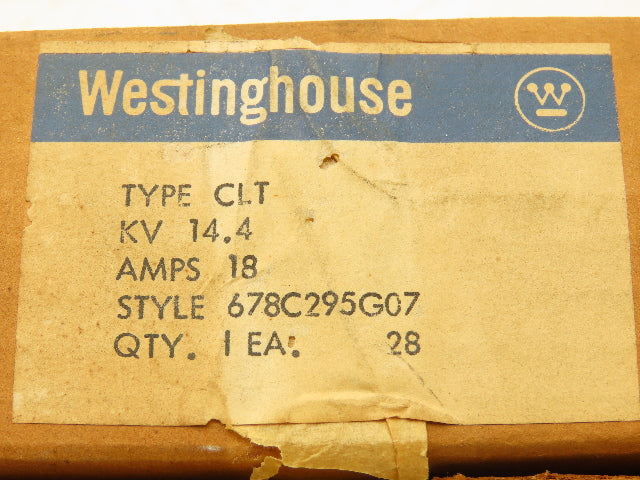 Westinghouse
TYPE CLT
KV 14.4
AMPS 18
STYLE 678C295G07
QTY. 1 EA. 28